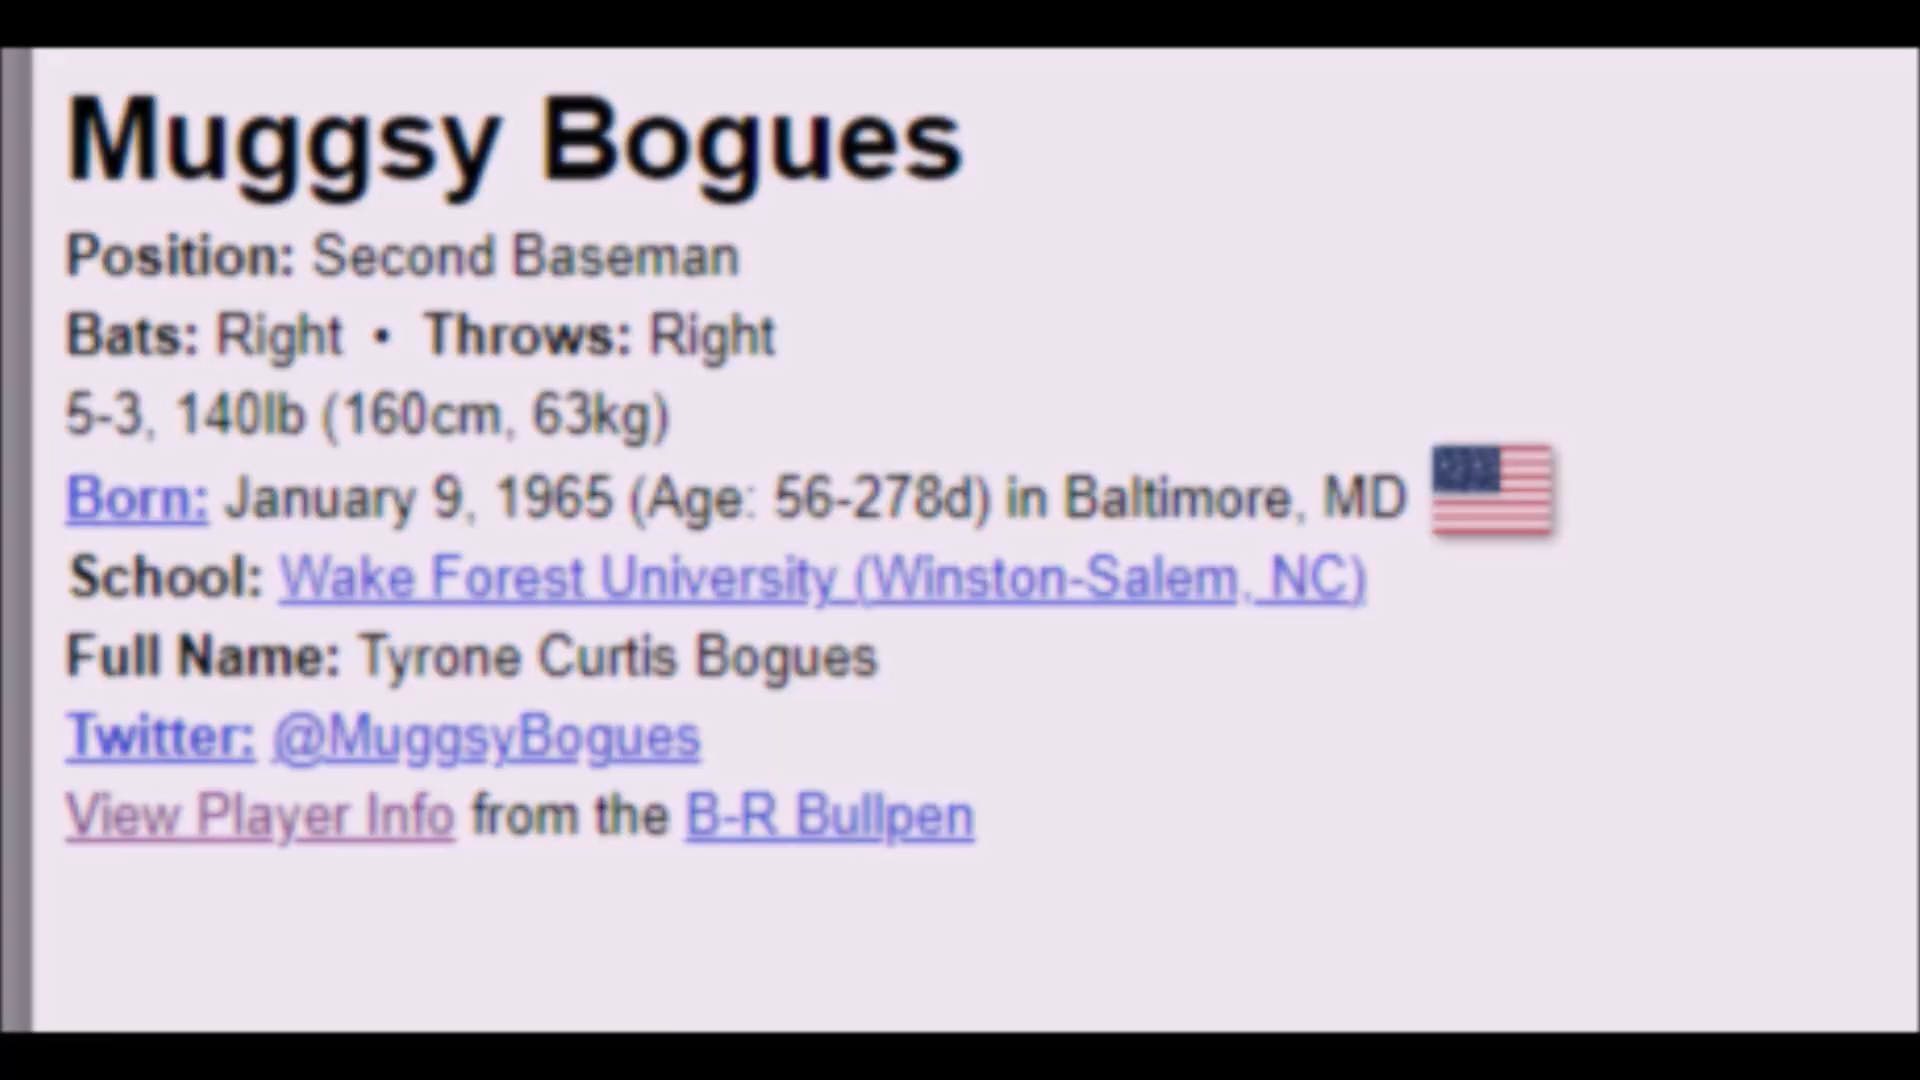 Muggsy Bogues
Position: Second Baseman
Bats: Right • Throws: Right
5-3, 140lb (160cm, 63kg)
Born: January 9, 1965 (Age: 56-278d) in Baltimore, MD
School: Wake Forest University (Winston-Salem, NC)
Full Name: Tyrone Curtis Bogues
Twitter: @MuggsyBogues
View Player Info from the B-R Bullpen